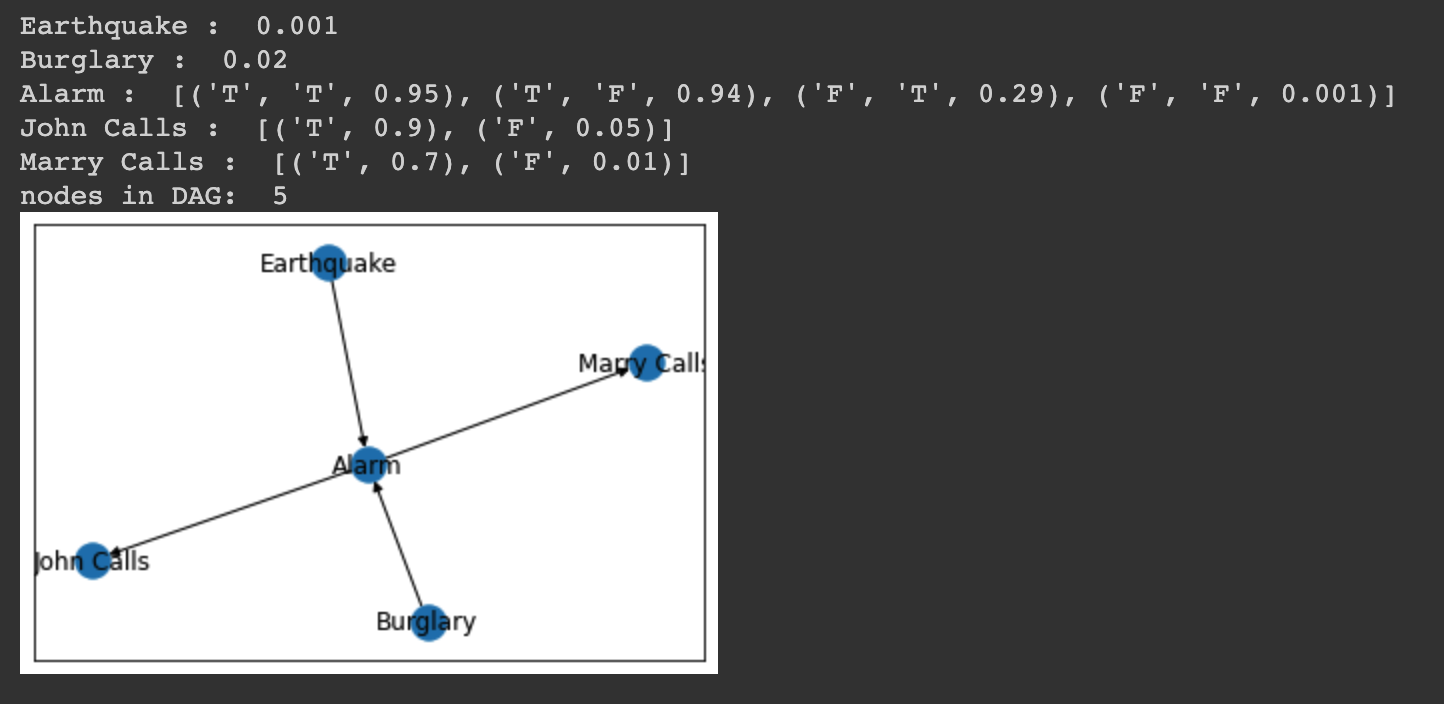 Earthquake :  0.001
Burglary :  0.02
Alarm :  [('T', 'T', 0.95), ('T', 'F', 0.94), ('F', 'T', 0.29), ('F', 'F', 0.001)]
John Calls :  [('T', 0.9), ('F', 0.05)]
Marry Calls :  [('T', 0.7), ('F', 0.01)]
nodes in DAG:  5
Earthquake
Marry Calls
Alarm
John Calls
Burglary